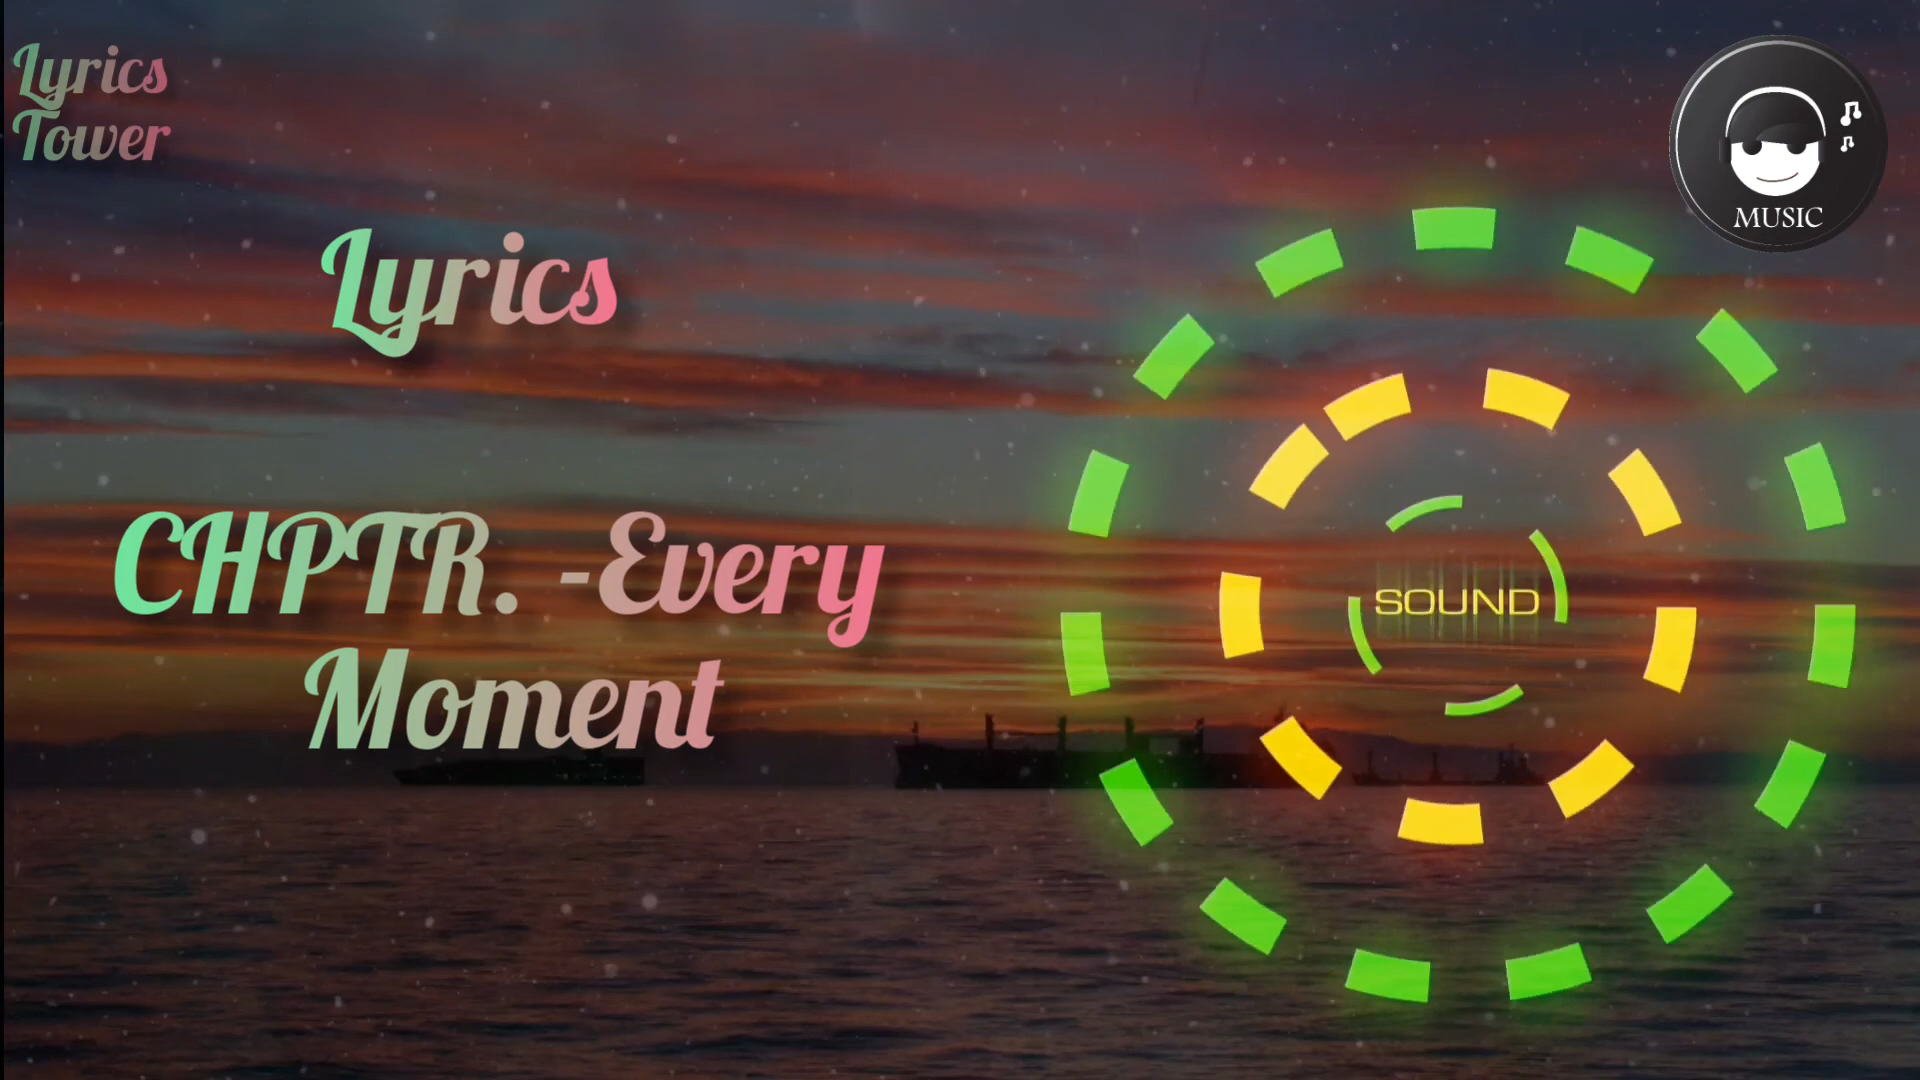 Lyrics
Tower
MUSIC
Lyrics
CHPTR. -Every
Moment
SOUND